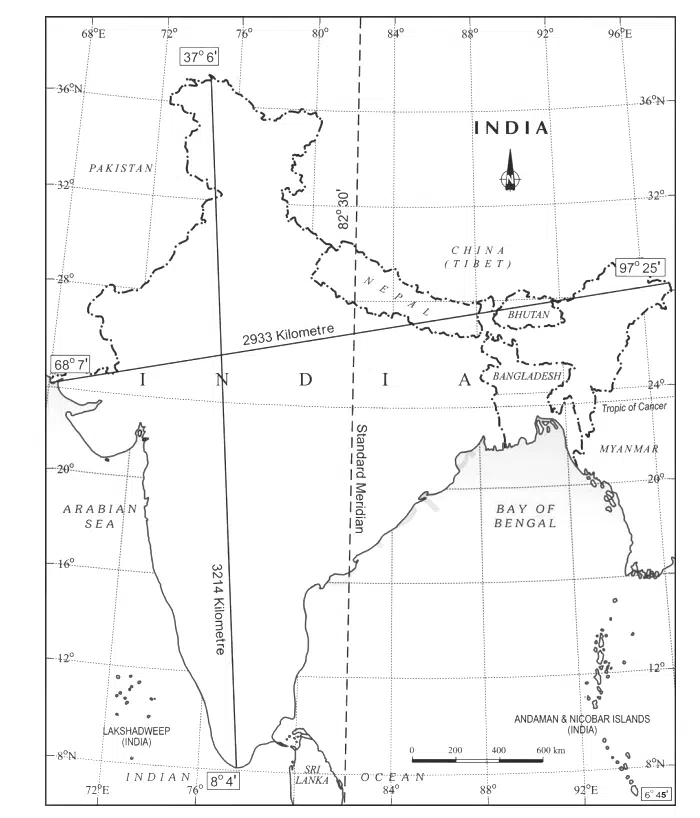 68°E 72° 76° 80° 84° 88° 92° 96°E
37° 6'
36°N
36°N
INDIA
PAKISTAN
N
32°
32°
82° 30'
CHINA
(TIBET)
97° 25'
28°
NEPAL
BHUTAN
2933 Kilometre
68° 7'
I N D I A
BANGLADESH
24°
Tropic of Cancer
Standard Meridian
MYANMAR
20°
20°
ARABIAN
SEA
BAY OF
BENGAL
16°
16°
3214 Kilometre
12°
12°
LAKSHADWEEP
(INDIA)
ANDAMAN & NICOBAR ISLANDS
(INDIA)
0 200 400 600 km
8°N
8°N
INDIAN OCEAN
8° 4'
SRI
LANKA
6° 45'
72°E 76° 80° 84° 88° 92°E